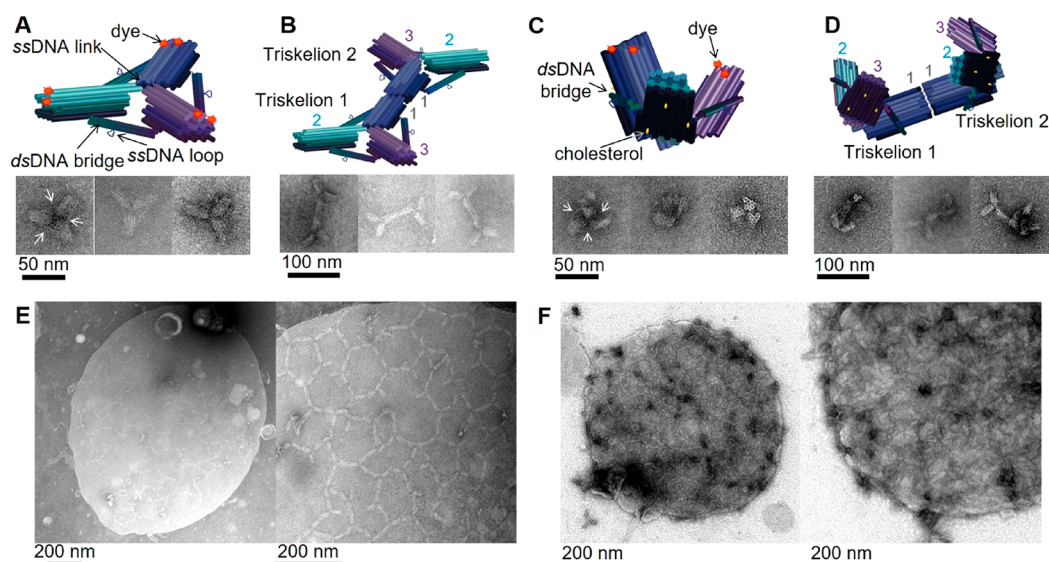 A
dye
ssDNA link
dsDNA bridge
ssDNA loop
50 nm
B
3
2
Triskelion 2
Triskelion 1
1
2
3
100 nm
C
dye
dsDNA
bridge
cholesterol
50 nm
D
3
2
3
1
1
2
Triskelion 2
Triskelion 1
100 nm
E
200 nm
200 nm
F
200 nm
200 nm